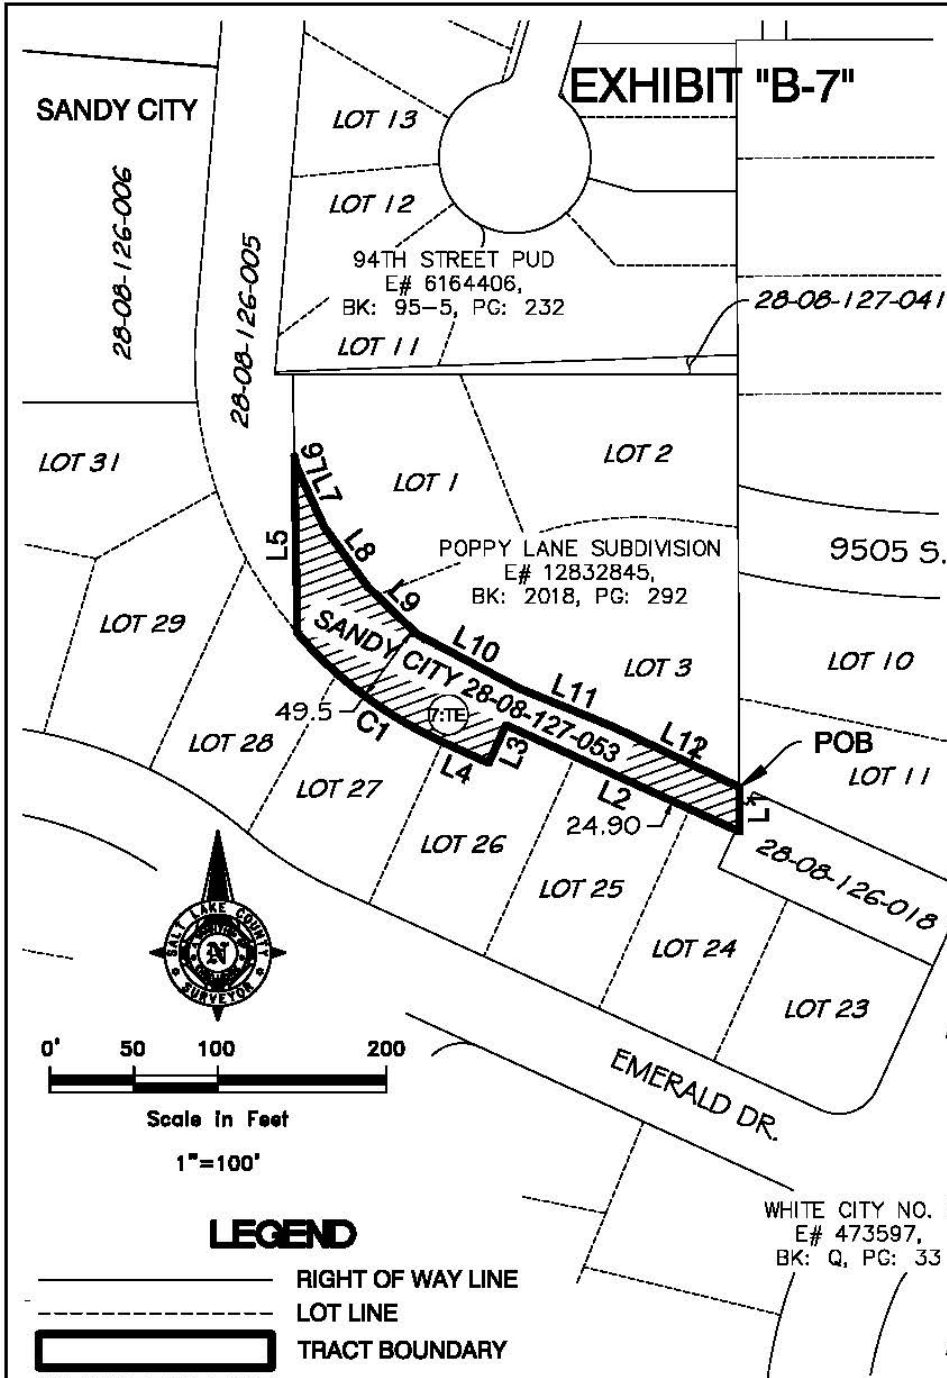 EXHIBIT "B-7"
SANDY CITY
LOT 13
LOT 12
28-08-126-006
28-08-126-005
94TH STREET PUD
E# 6164406,
BK: 95-5, PG: 232
28-08-127-041
LOT 11
LOT 31
LOT 1
LOT 2
L6
L7
L5
L8
L9
POPPY LANE SUBDIVISION
E# 12832845,
BK: 2018, PG: 292
9505 S.
LOT 29
SANDY CITY 28-08-127-053
L10
LOT 3
LOT 10
L11
49.5
7:TE
C1
L3
L12
POB
LOT 28
L4
LOT 11
LOT 27
L2
L1
24.90
LOT 26
28-08-126-018
LOT 25
LOT 24
LOT 23
SALT LAKE COUNTY
N
SURVEYOR
0' 50 100 200
Scale in Feet
1"=100'
EMERALD DR.
WHITE CITY NO.
E# 473597,
BK: Q, PG: 33
LEGEND
RIGHT OF WAY LINE
LOT LINE
TRACT BOUNDARY